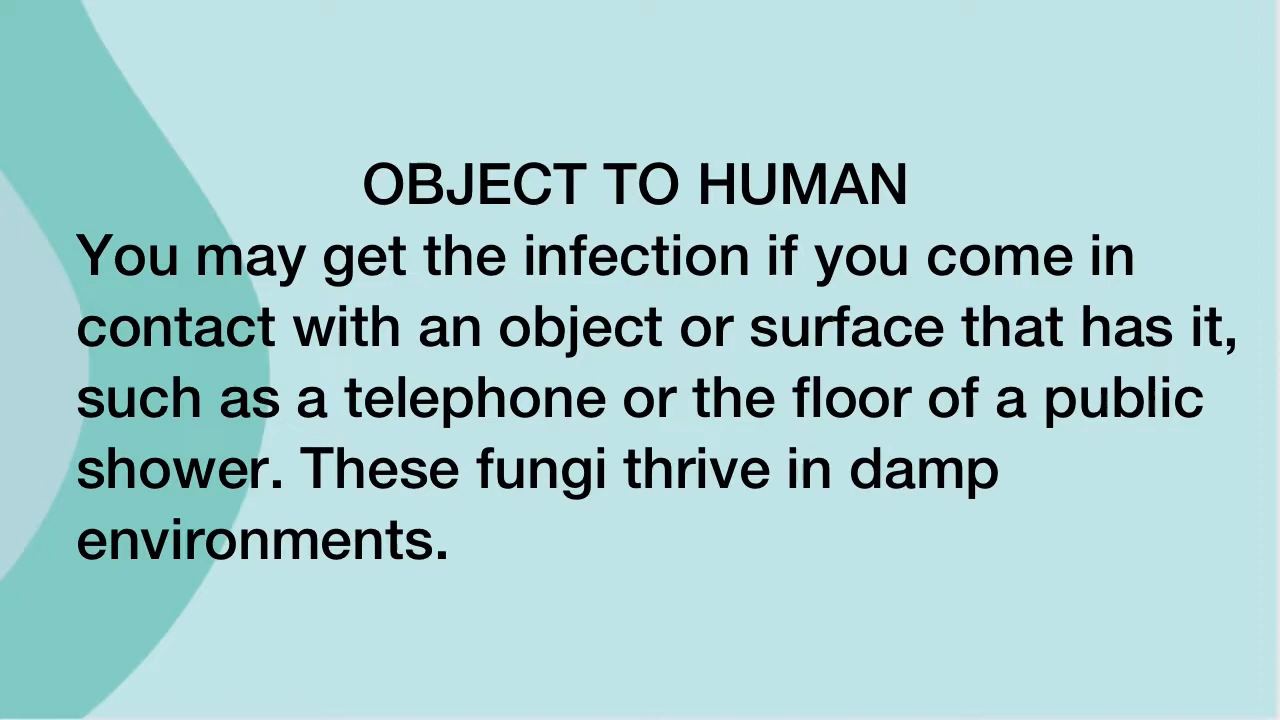 OBJECT TO HUMAN
You may get the infection if you come in
contact with an object or surface that has it,
such as a telephone or the floor of a public
shower. These fungi thrive in damp
environments.